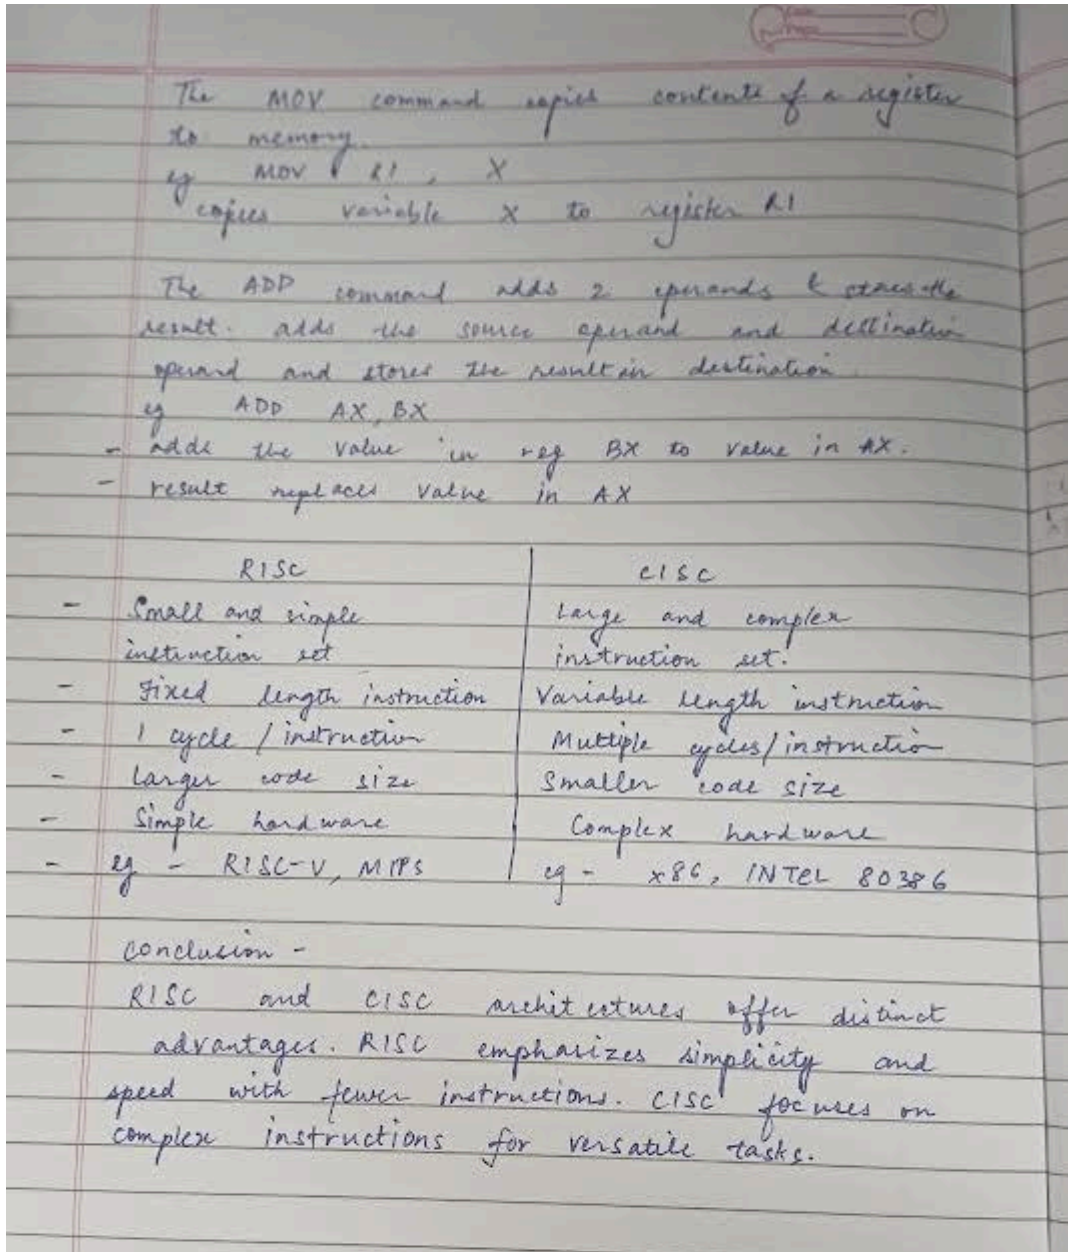 The MOV command copies contents of a register
to memory.
eg MOV R1, X
copies variable X to register R1
The ADD command adds 2 operands & stores the
result. adds the source operand and destination
operand and stores the result in destination.
eg ADD AX, BX
- adds the value in reg BX to value in AX.
- result replaces value in AX
RISC | CISC
- Small and simple | Large and complex
instruction set | instruction set.
- Fixed length instruction | Variable length instruction
- 1 cycle / instruction | Multiple cycles/instruction
- Larger code size | Smaller code size
- Simple hardware | Complex hardware
- eg - RISC-V, MIPS | eg - x86, INTEL 80386
Conclusion -
RISC and CISC architectures offer distinct
advantages. RISC emphasizes simplicity and
speed with fewer instructions. CISC focuses on
complex instructions for versatile tasks.